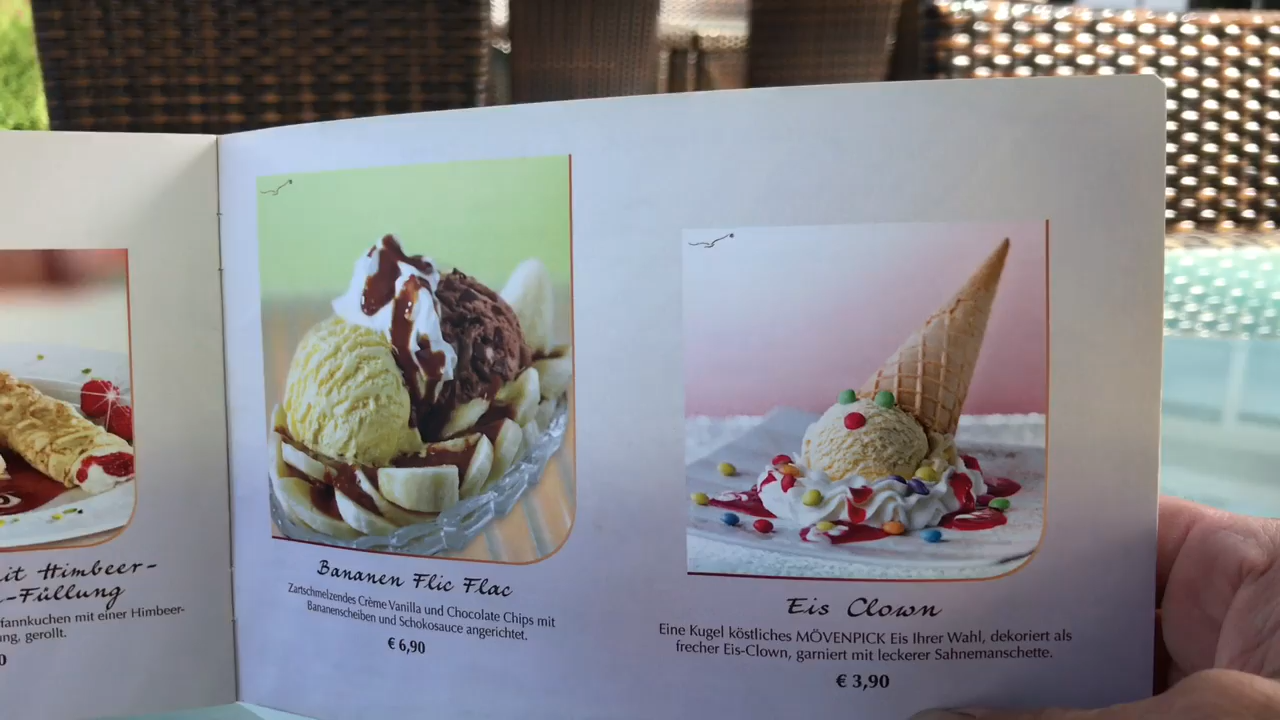 it Himbeer-
-Füllung
fannkuchen mit einer Himbeer-
ung, gerollt.
0
Bananen Flic Flac
Zartschmelzendes Crème Vanilla und Chocolate Chips mit
Bananenscheiben und Schokosauce angerichtet.
€ 6,90
Eis Clown
Eine Kugel köstliches MÖVENPICK Eis Ihrer Wahl, dekoriert als
frecher Eis-Clown, garniert mit leckerer Sahnemanschette.
€ 3,90